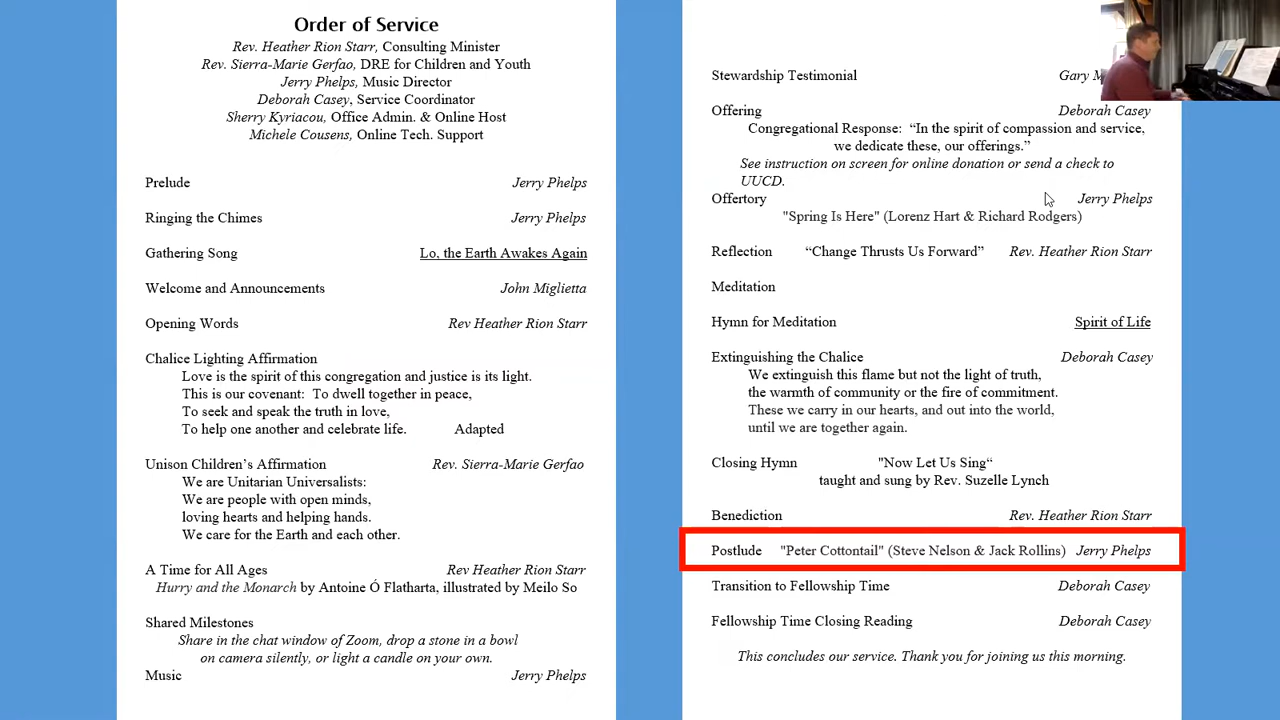 Order of Service
Rev. Heather Rion Starr, Consulting Minister
Rev. Sierra-Marie Gerfao, DRE for Children and Youth
Jerry Phelps, Music Director
Deborah Casey, Service Coordinator
Sherry Kyriacou, Office Admin. & Online Host
Michele Cousens, Online Tech. Support
Prelude Jerry Phelps
Ringing the Chimes Jerry Phelps
Gathering Song Lo, the Earth Awakes Again
Welcome and Announcements John Miglietta
Opening Words Rev Heather Rion Starr
Chalice Lighting Affirmation
Love is the spirit of this congregation and justice is its light.
This is our covenant: To dwell together in peace,
To seek and speak the truth in love,
To help one another and celebrate life. Adapted
Unison Children’s Affirmation Rev. Sierra-Marie Gerfao
We are Unitarian Universalists:
We are people with open minds,
loving hearts and helping hands.
We care for the Earth and each other.
A Time for All Ages Rev Heather Rion Starr
Hurry and the Monarch by Antoine Ó Flatharta, illustrated by Meilo So
Shared Milestones
Share in the chat window of Zoom, drop a stone in a bowl
on camera silently, or light a candle on your own.
Music Jerry Phelps
Stewardship Testimonial Gary
Offering Deborah Casey
Congregational Response: “In the spirit of compassion and service,
we dedicate these, our offerings.”
See instruction on screen for online donation or send a check to
UUCD.
Offertory Jerry Phelps
"Spring Is Here" (Lorenz Hart & Richard Rodgers)
Reflection “Change Thrusts Us Forward” Rev. Heather Rion Starr
Meditation
Hymn for Meditation Spirit of Life
Extinguishing the Chalice Deborah Casey
We extinguish this flame but not the light of truth,
the warmth of community or the fire of commitment.
These we carry in our hearts, and out into the world,
until we are together again.
Closing Hymn "Now Let Us Sing“
taught and sung by Rev. Suzelle Lynch
Benediction Rev. Heather Rion Starr
Postlude "Peter Cottontail" (Steve Nelson & Jack Rollins) Jerry Phelps
Transition to Fellowship Time Deborah Casey
Fellowship Time Closing Reading Deborah Casey
This concludes our service. Thank you for joining us this morning.